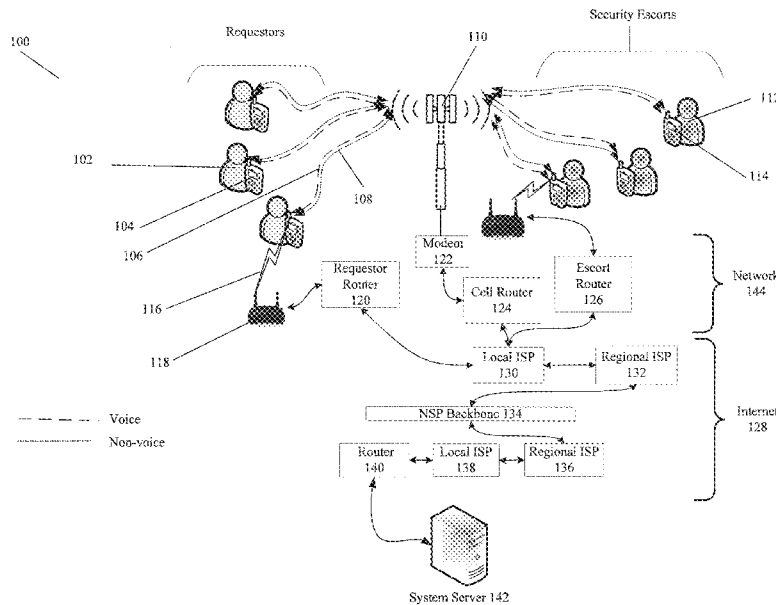 100
Requestors
110
Security Escorts
112
102
114
104
108
106
Modem
122
Requestor
Router
120
Cell Router
124
Escort
Router
126
Network
144
116
118
Local ISP
130
Regional ISP
132
NSP Backbone 134
Internet
128
Voice
Non-voice
Router
140
Local ISP
138
Regional ISP
136
System Server 142